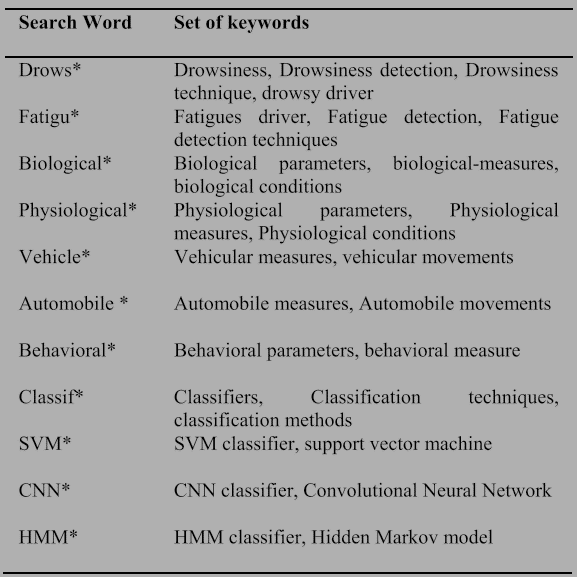 Search Word Set of keywords
Drows* Drowsiness, Drowsiness detection, Drowsiness
technique, drowsy driver
Fatigu* Fatigues driver, Fatigue detection, Fatigue
detection techniques
Biological* Biological parameters, biological-measures,
biological conditions
Physiological* Physiological parameters, Physiological
measures, Physiological conditions
Vehicle* Vehicular measures, vehicular movements
Automobile * Automobile measures, Automobile movements
Behavioral* Behavioral parameters, behavioral measure
Classif* Classifiers, Classification techniques,
classification methods
SVM* SVM classifier, support vector machine
CNN* CNN classifier, Convolutional Neural Network
HMM* HMM classifier, Hidden Markov model